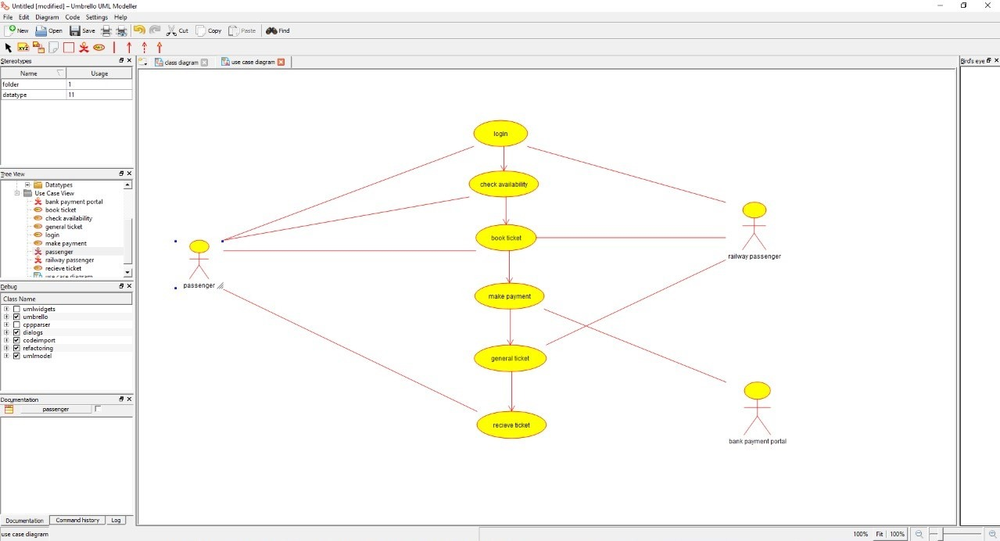 Untitled [modified] – Umbrello UML Modeller
File Edit Diagram Code Settings Help
New Open Save Cut Copy Paste Find
XYZ
ABC
Stereotypes
class diagram use case diagram
Bird's eye
Name Usage
folder 1
datatype 11
Tree View
Datatypes
Use Case View
bank payment portal
book ticket
check availability
general ticket
login
make payment
passenger
railway passenger
recieve ticket
use case diagram
Debug
Class Name
umlwidgets
umbrello
cppparser
dialogs
codeimport
refactoring
umlmodel
Documentation
passenger
Documentation Command history Log
login
check availability
book ticket
railway passenger
passenger
make payment
general ticket
recieve ticket
bank payment portal
use case diagram
100% Fit 100%